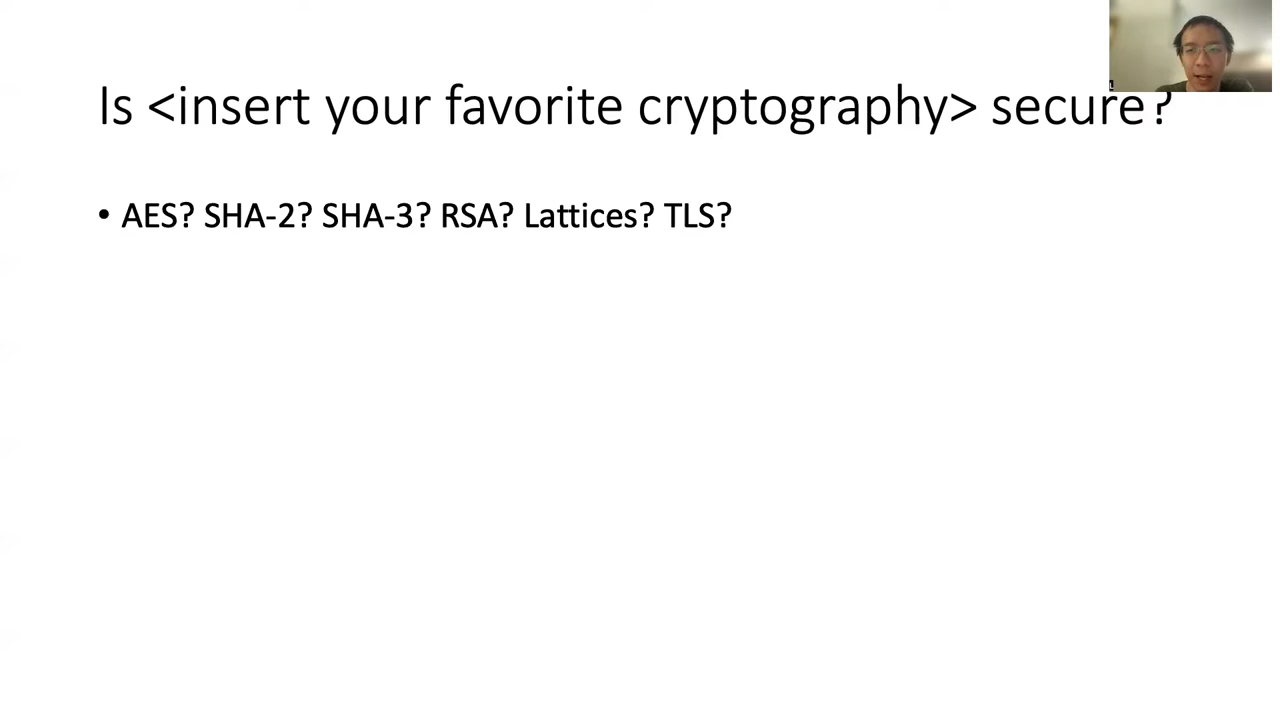 Is <insert your favorite cryptography> secure?
• AES? SHA-2? SHA-3? RSA? Lattices? TLS?